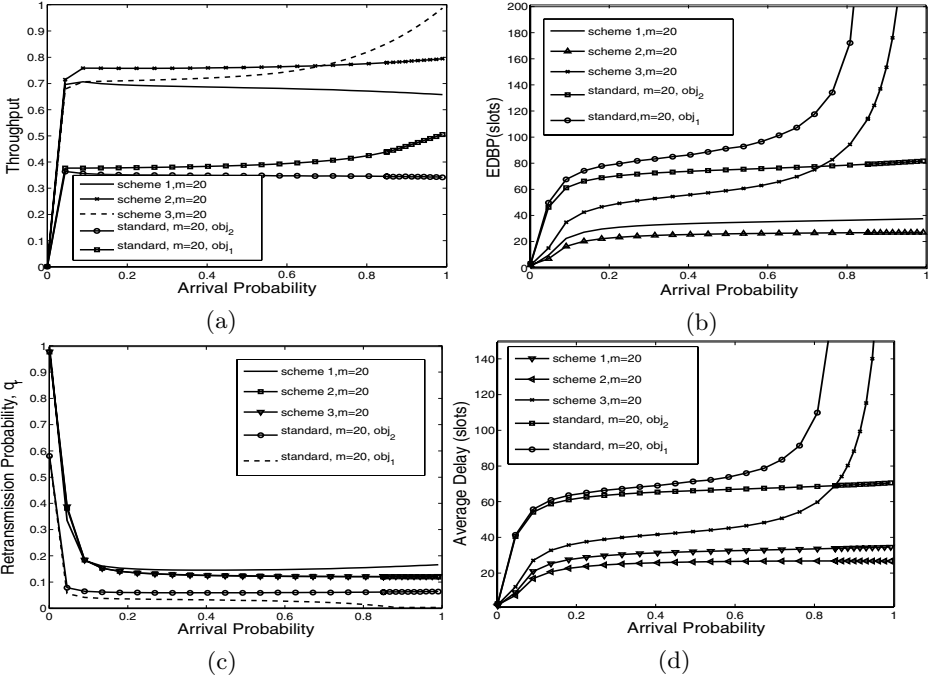 1
0.9
0.8
0.7
0.6
0.5
0.4
0.3
0.2
0.1
0
Throughput
scheme 1,m=20
scheme 2,m=20
scheme 3,m=20
standard, m=20, obj2
standard, m=20, obj1
0 0.2 0.4 0.6 0.8 1
Arrival Probability
(a)
200
180
160
140
120
100
80
60
40
20
0
EDBP(slots)
scheme 1,m=20
scheme 2,m=20
scheme 3,m=20
standard, m=20, obj2
standard,m=20, obj1
0 0.2 0.4 0.6 0.8 1
Arrival Probability
(b)
1
0.9
0.8
0.7
0.6
0.5
0.4
0.3
0.2
0.1
0
Retransmission Probability, qr
scheme 1,m=20
scheme 2,m=20
scheme 3,m=20
standard, m=20, obj2
standard, m=20, obj1
0 0.2 0.4 0.6 0.8 1
Arrival Probability
(c)
140
120
100
80
60
40
20
Average Delay (slots)
scheme 1,m=20
scheme 2,m=20
scheme 3,m=20
standard, m=20, obj2
standard, m=20, obj1
0 0.2 0.4 0.6 0.8 1
Arrival Probability
(d)